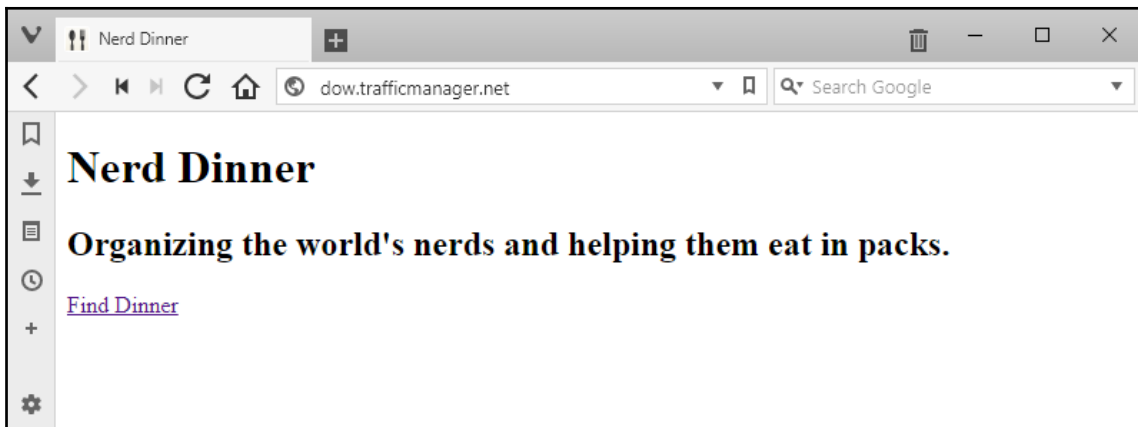 Nerd Dinner
dow.trafficmanager.net
Search Google
Nerd Dinner
Organizing the world's nerds and helping them eat in packs.
Find Dinner